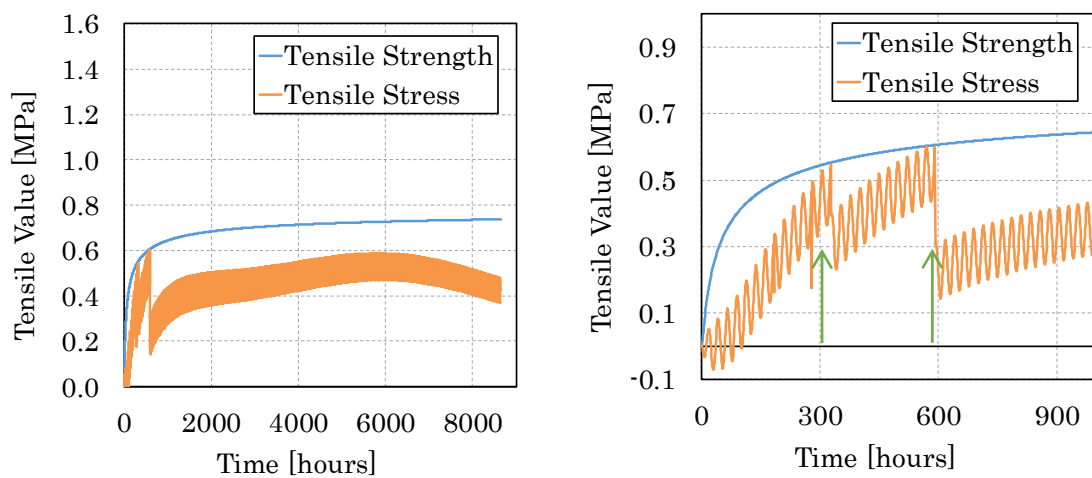 1.6
1.4
1.2
1.0
0.8
0.6
0.4
0.2
0.0
Tensile Value [MPa]
Tensile Strength
Tensile Stress
0 2000 4000 6000 8000
Time [hours]
0.9
0.7
0.5
0.3
0.1
-0.1
Tensile Value [MPa]
Tensile Strength
Tensile Stress
0 300 600 900
Time [hours]